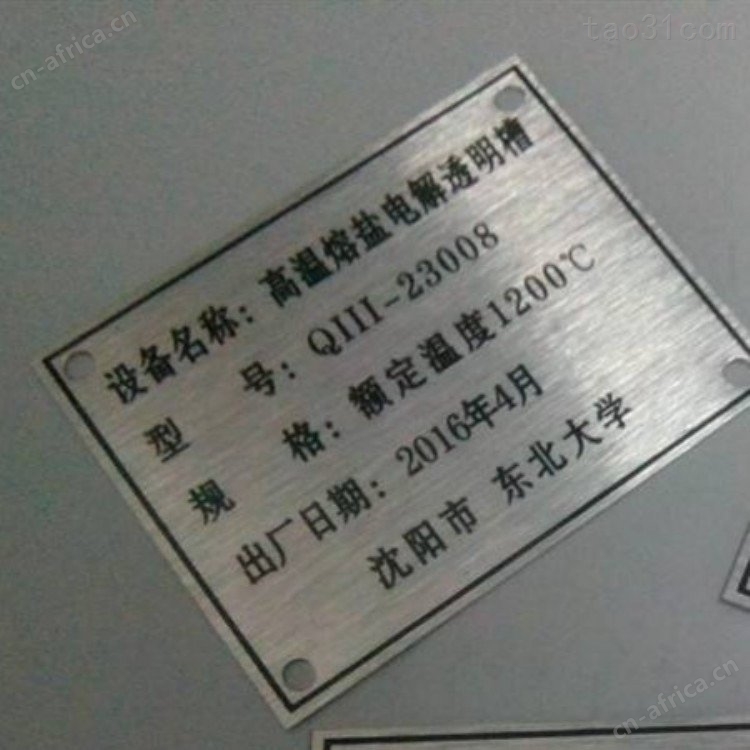 设备名称：高温熔盐电解透明槽
型 号：QIII-23008
规 格：额定温度1200℃
出厂日期：2016年4月
沈阳市 东北大学
cn-africa.cn
tao31.com
cn-africa.cn